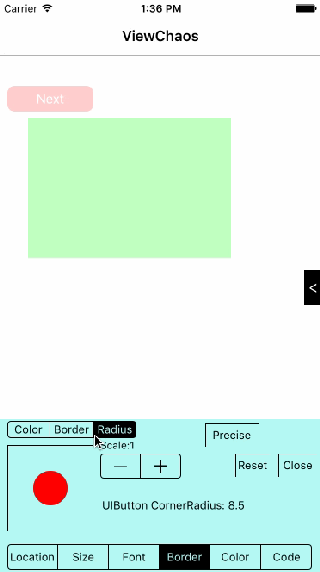 Carrier 1:36 PM
ViewChaos
Next
<
Color Border Radius
Scale:1
Precise
— +
Reset Close
UIButton CornerRadius: 8.5
Location Size Font Border Color Code